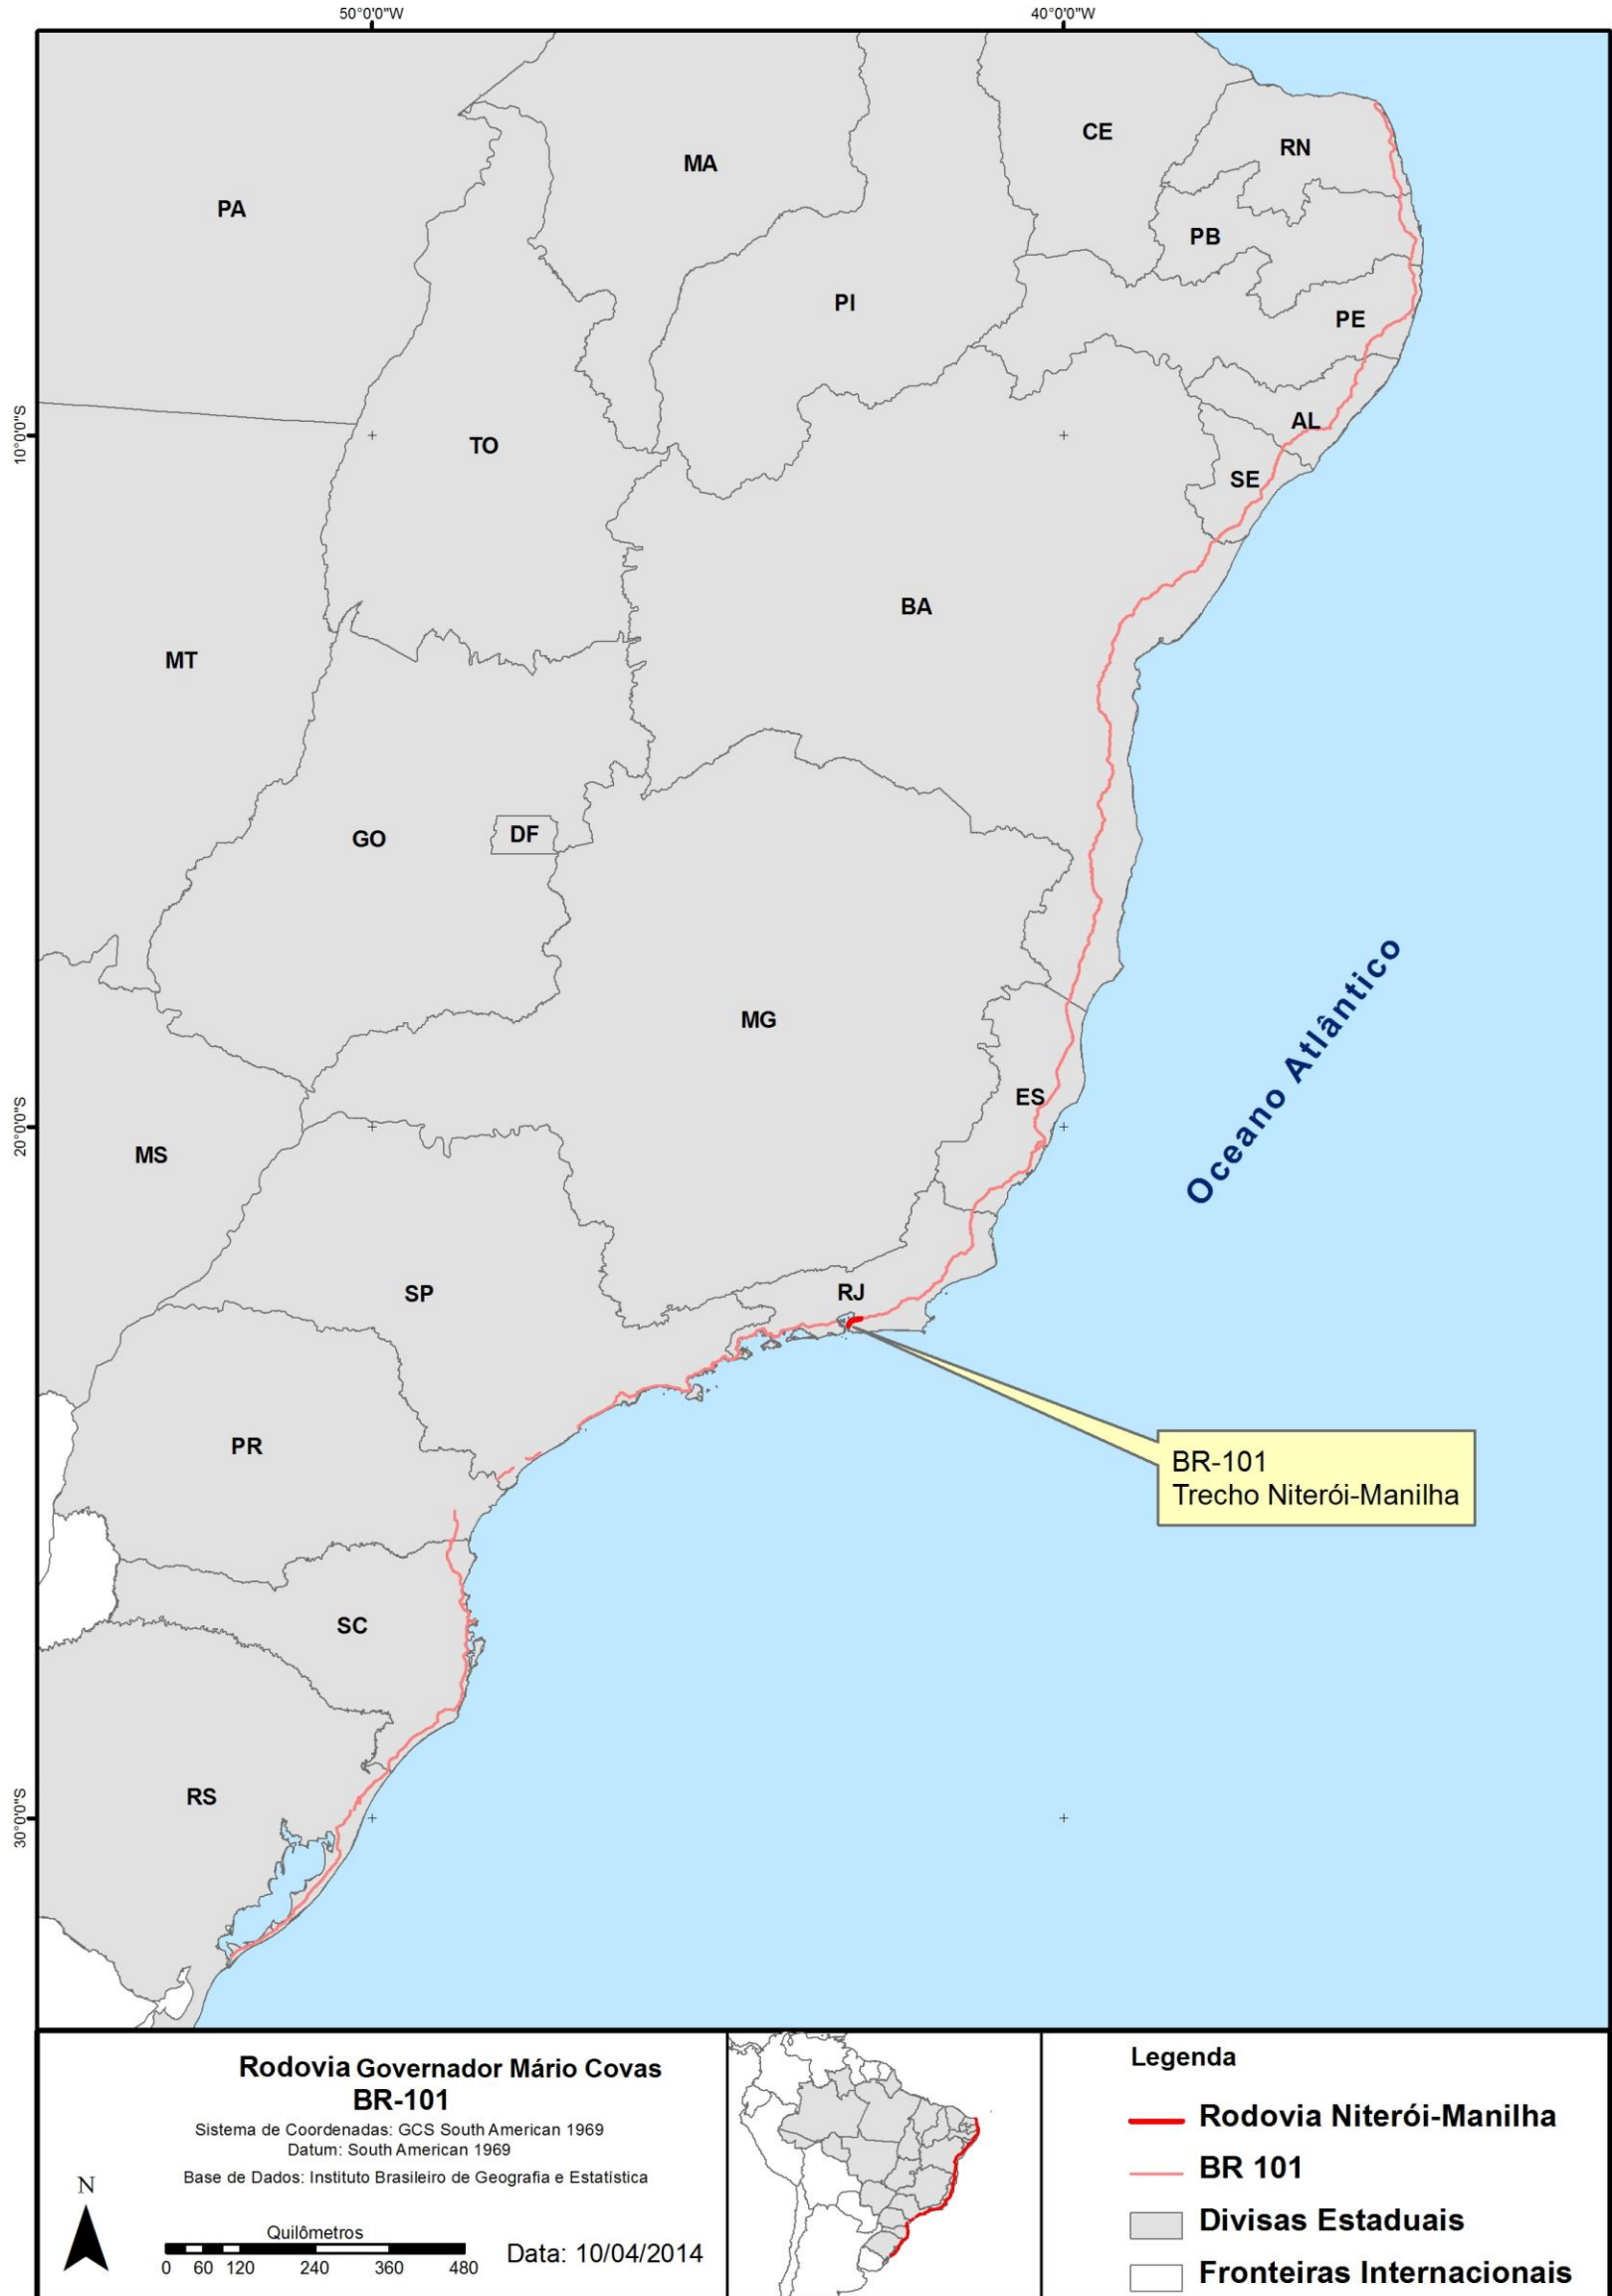 50°0'0"W
40°0'0"W
CE
RN
MA
PA
PB
PI
PE
10°0'0"S
AL
TO
SE
BA
MT
GO
DF
MG
Oceano Atlântico
ES
20°0'0"S
MS
RJ
SP
PR
BR-101
Trecho Niterói-Manilha
SC
RS
30°0'0"S
Rodovia Governador Mário Covas
BR-101
Sistema de Coordenadas: GCS South American 1969
Datum: South American 1969
Base de Dados: Instituto Brasileiro de Geografia e Estatística
N
Quilômetros
0 60 120 240 360 480
Data: 10/04/2014
Legenda
Rodovia Niterói-Manilha
BR 101
Divisas Estaduais
Fronteiras Internacionais